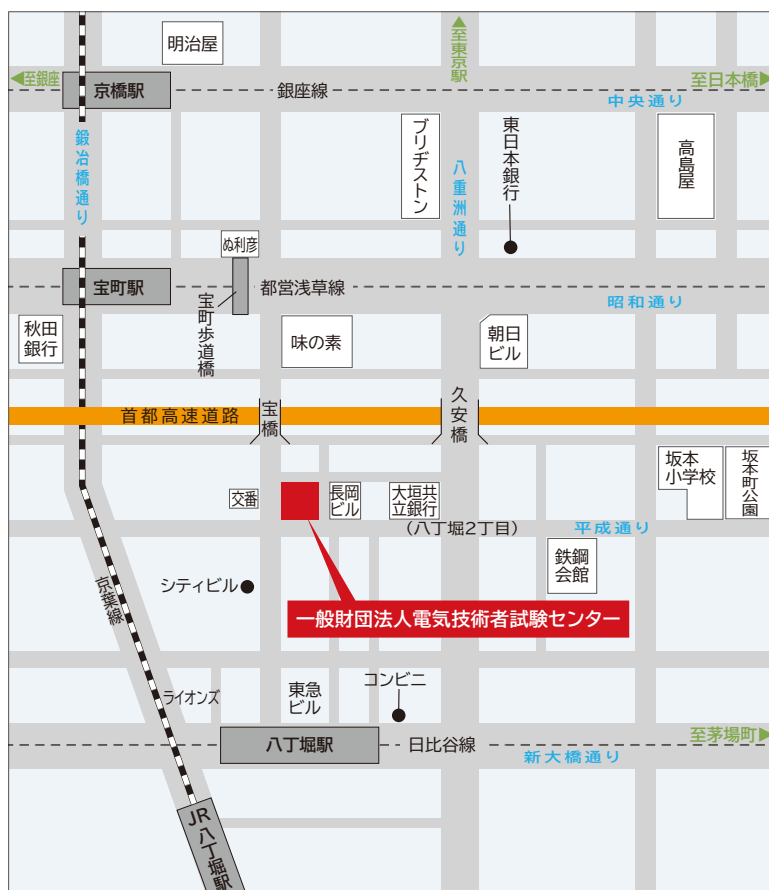 明治屋
▲至東京駅
◀至銀座
京橋駅
銀座線
中央通り
至日本橋▶
鍛冶橋通り
ブリヂストン
八重洲通り
東日本銀行
高島屋
ぬ利彦
宝町駅
都営浅草線
昭和通り
宝町歩道橋
秋田
銀行
味の素
朝日
ビル
首都高速道路
宝橋
久安橋
坂本
小学校
坂本町公園
交番
長岡
ビル
大垣共
立銀行
(八丁堀2丁目)
平成通り
鉄鋼
会館
シティビル
京葉線
一般財団法人電気技術者試験センター
ライオンズ
東急
ビル
コンビニ
八丁堀駅
日比谷線
新大橋通り
至茅場町▶
JR八丁堀駅